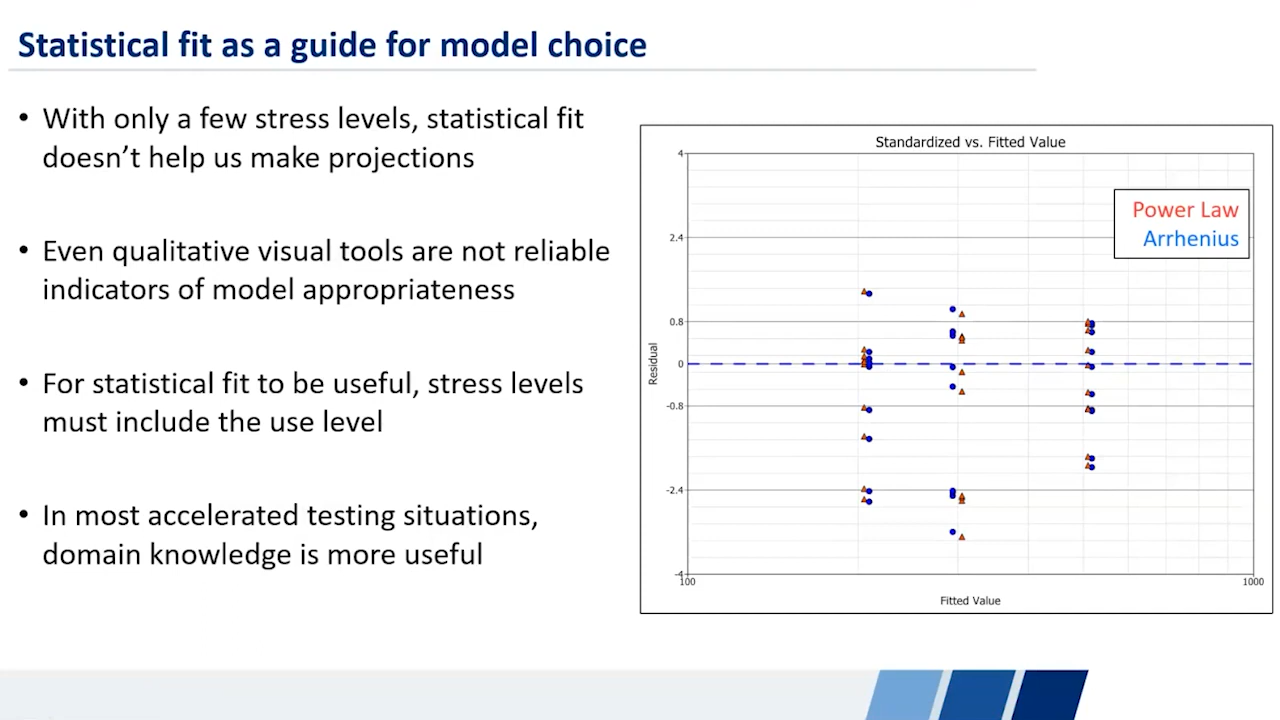 Statistical fit as a guide for model choice
• With only a few stress levels, statistical fit
doesn’t help us make projections
• Even qualitative visual tools are not reliable
indicators of model appropriateness
• For statistical fit to be useful, stress levels
must include the use level
• In most accelerated testing situations,
domain knowledge is more useful
Standardized vs. Fitted Value
4
Power Law
2.4
Arrhenius
0.8
Residual
0
-0.8
-2.4
-4
100
1000
Fitted Value